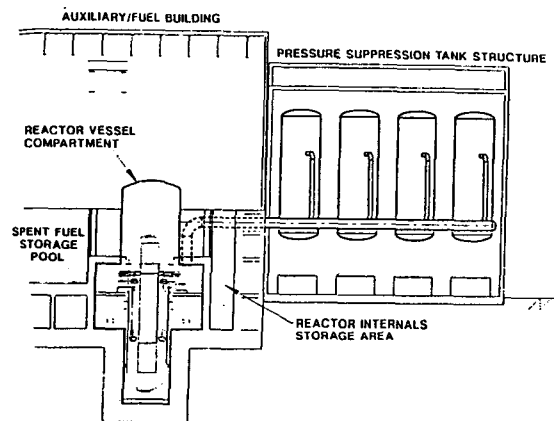 AUXILIARY/FUEL BUILDING
PRESSURE SUPPRESSION TANK STRUCTURE
REACTOR VESSEL
COMPARTMENT
SPENT FUEL
STORAGE
POOL
REACTOR INTERNALS
STORAGE AREA